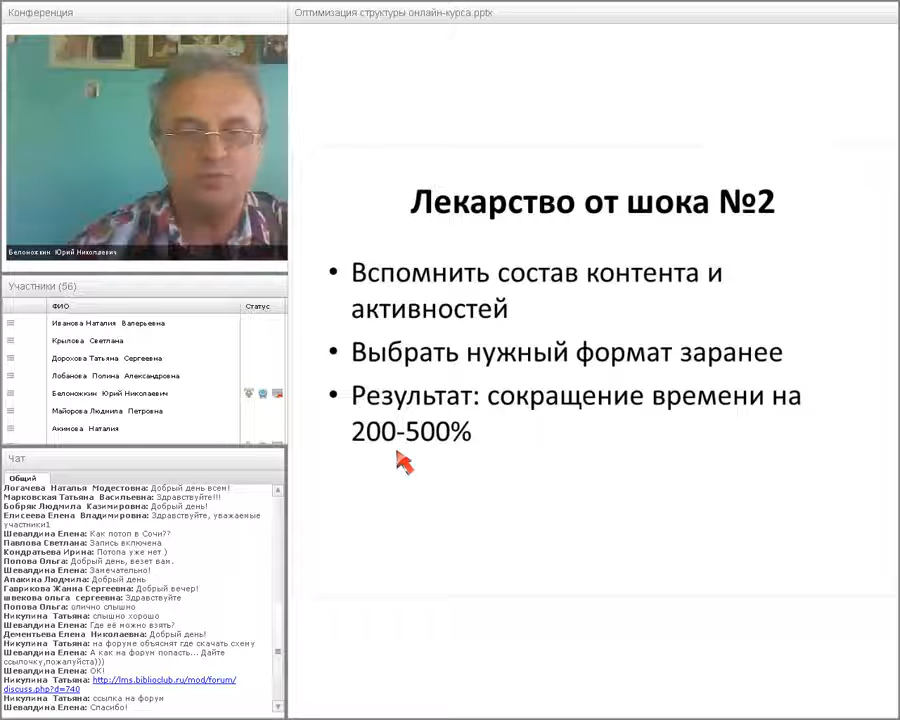 Конференция
Оптимизация структуры онлайн-курса.pptx
Белоножкин Юрий Николаевич
Участники (56)
ФИО
Статус
Иванова Наталия Валерьевна
Крылова Светлана
Дорохова Татьяна Сергеевна
Лобанова Полина Александровна
Белоножкин Юрий Николаевич
Майорова Людмила Петровна
Акинова Наталия
Чат
Общий
Логачева Наталья Модестовна: Добрый день всем!
Марковская Татьяна Васильевна: Здравствуйте!!!
Бобряк Людмила Казимировна: Добрый день!
Елисеева Елена Владимировна: Здравствуйте, уважаемые
участники1
Шевалдина Елена: Как потоп в Сочи??
Павлова Светлана: Запись включена
Кондратьева Ирина: Потопа уже нет )
Попова Ольга: Добрый день, везет вам.
Шевалдина Елена: Замечательно!
Апакина Людмила: Добрый день
Гаврикова Жанна Сергеевна: Добрый вечер!
швекова ольга сергеевна: Здравствуйте
Попова Ольга: олично слышно
Никулина Татьяна: слышно хорошо
Шевалдина Елена: Где её можно взять?
Дементьева Елена Николаевна: Добрый день!
Никулина Татьяна: на форуме объяснят где скачать схему
Шевалдина Елена: А как на форум попасть... Дайте
ссылочку,пожалуйста)))
Шевалдина Елена: ОК!
Никулина Татьяна: http://lms.biblioclub.ru/mod/forum/
discuss.php?d=740
Никулина Татьяна: ссылка на форум
Шевалдина Елена: Спасибо!
Лекарство от шока №2
• Вспомнить состав контента и
активностей
• Выбрать нужный формат заранее
• Результат: сокращение времени на
200-500%